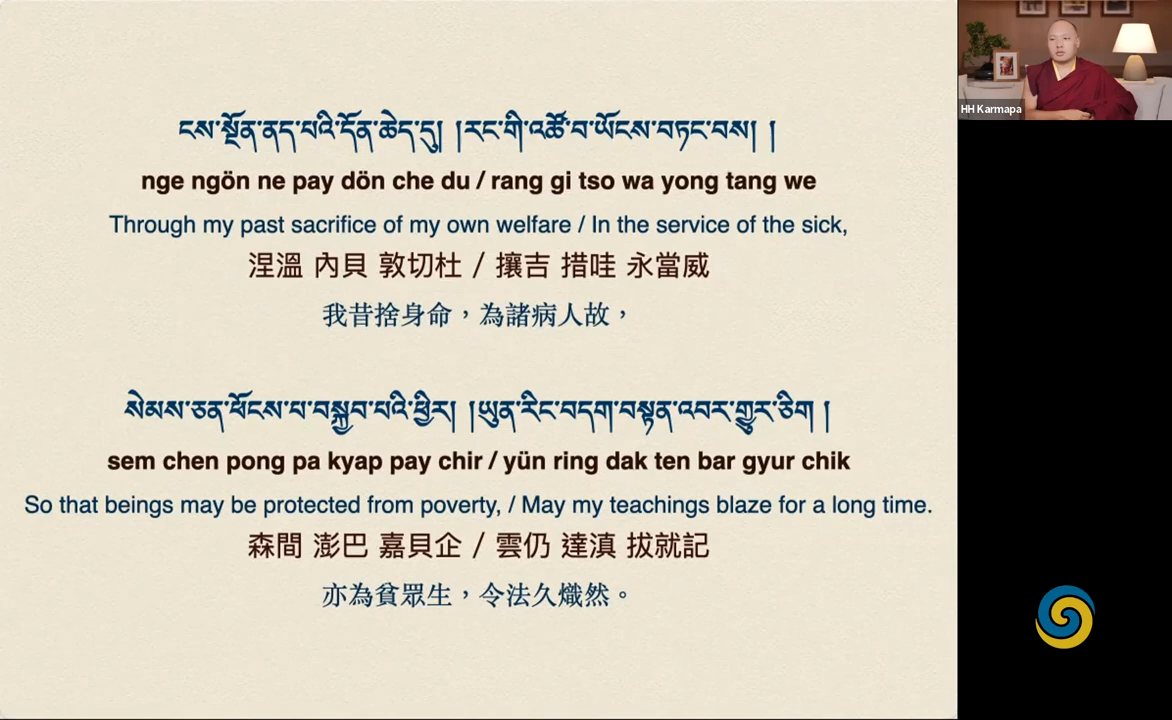 ངས་སྔོན་ནད་པའི་དོན་ཆེད་དུ། །རང་གི་འཚོ་བ་ཡོངས་བཏང་བས། །
nge ngön ne pay dön che du / rang gi tso wa yong tang we
Through my past sacrifice of my own welfare / In the service of the sick,
涅溫 內貝 敦切杜 / 攘吉 措哇 永當威
我昔捨身命，為諸病人故，
སེམས་ཅན་ཕོངས་པ་བསྐྱབ་པའི་ཕྱིར། །ཡུན་རིང་བདག་བསྟན་འབར་གྱུར་ཅིག །
sem chen pong pa kyap pay chir / yün ring dak ten bar gyur chik
So that beings may be protected from poverty, / May my teachings blaze for a long time.
森間 澎巴 嘉貝企 / 雲仍 達滇 拔就記
亦為貧眾生，令法久熾然。
HH Karmapa